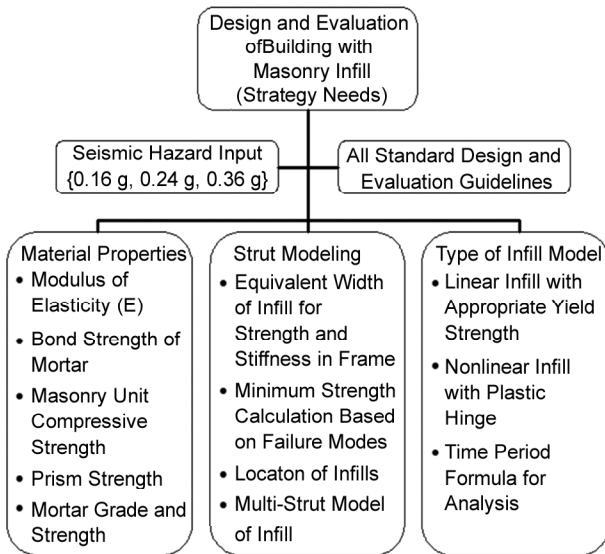 Design and Evaluation
ofBuilding with
Masonry Infill
(Strategy Needs)
Seismic Hazard Input
{0.16 g, 0.24 g, 0.36 g}
All Standard Design and
Evaluation Guidelines
Material Properties
• Modulus of
Elasticity (E)
• Bond Strength of
Mortar
• Masonry Unit
Compressive
Strength
• Prism Strength
• Mortar Grade and
Strength
Strut Modeling
• Equivalent Width
of Infill for
Strength and
Stiffness in Frame
• Minimum Strength
Calculation Based
on Failure Modes
• Locaton of Infills
• Multi-Strut Model
of Infill
Type of Infill Model
• Linear Infill with
Appropriate Yield
Strength
• Nonlinear Infill
with Plastic
Hinge
• Time Period
Formula for
Analysis